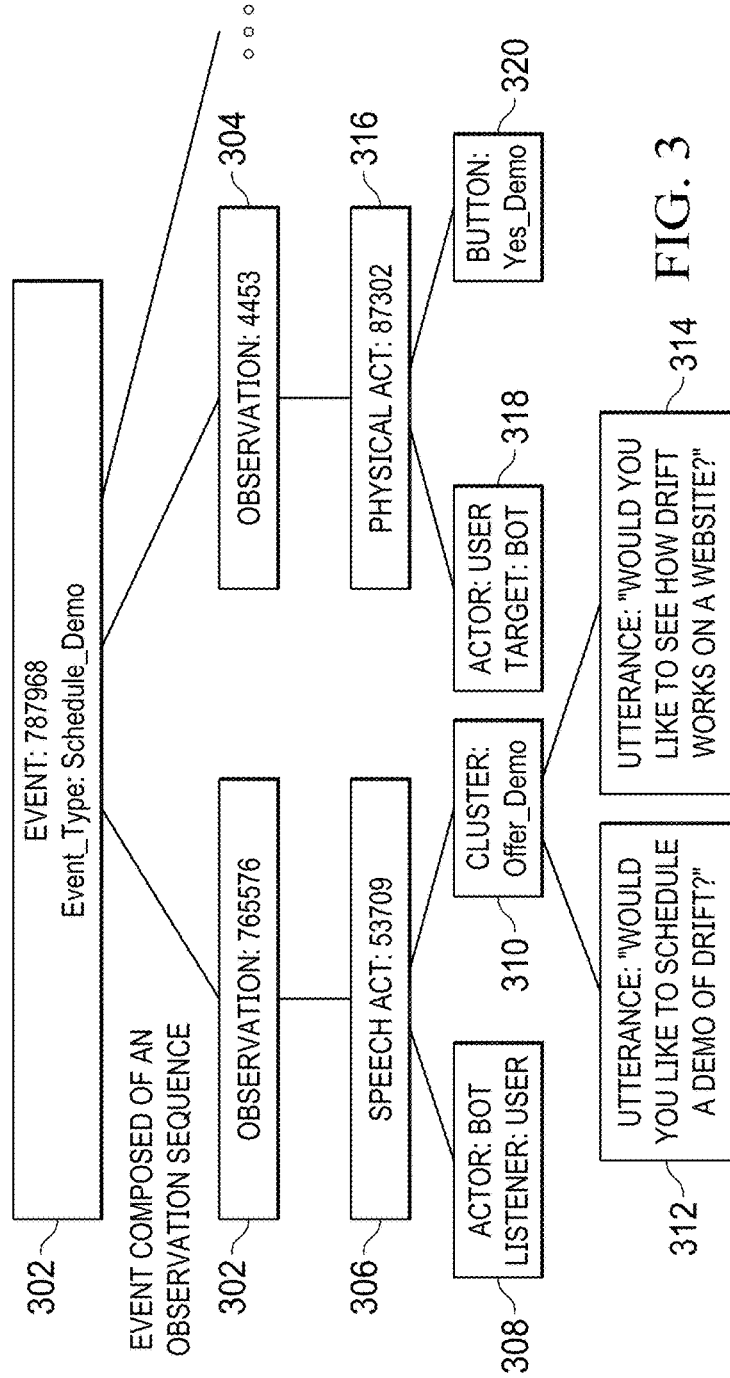 302
EVENT: 787968
Event_Type: Schedule_Demo
EVENT COMPOSED OF AN
OBSERVATION SEQUENCE
302
OBSERVATION: 765576
OBSERVATION: 4453
304
306
SPEECH ACT: 53709
PHYSICAL ACT: 87302
316
308
ACTOR: BOT
LISTENER: USER
310
CLUSTER:
Offer_Demo
ACTOR: USER
TARGET: BOT
318
BUTTON:
Yes_Demo
320
312
UTTERANCE: "WOULD
YOU LIKE TO SCHEDULE
A DEMO OF DRIFT?"
UTTERANCE: "WOULD YOU
LIKE TO SEE HOW DRIFT
WORKS ON A WEBSITE?"
314
FIG. 3